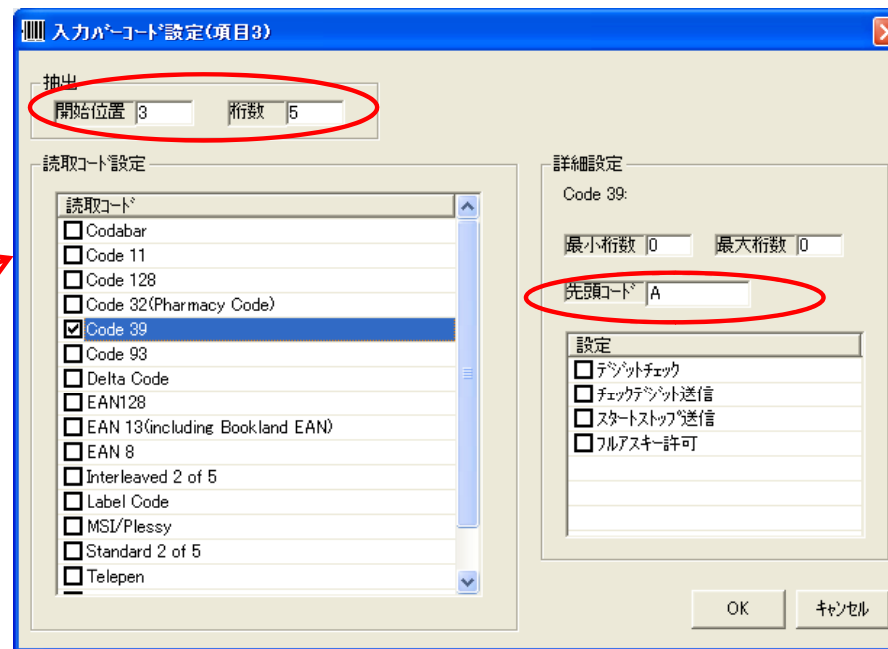 入力バーコード設定(項目3)
抽出
開始位置 3 桁数 5
読取コード設定
読取コード
Codabar
Code 11
Code 128
Code 32(Pharmacy Code)
Code 39
Code 93
Delta Code
EAN128
EAN 13(including Bookland EAN)
EAN 8
Interleaved 2 of 5
Label Code
MSI/Plessy
Standard 2 of 5
Telepen
詳細設定
Code 39:
最小桁数 0 最大桁数 0
先頭コード A
設定
デジットチェック
チェックデジット送信
スタートストップ送信
フルアスキー許可
OK キャンセル